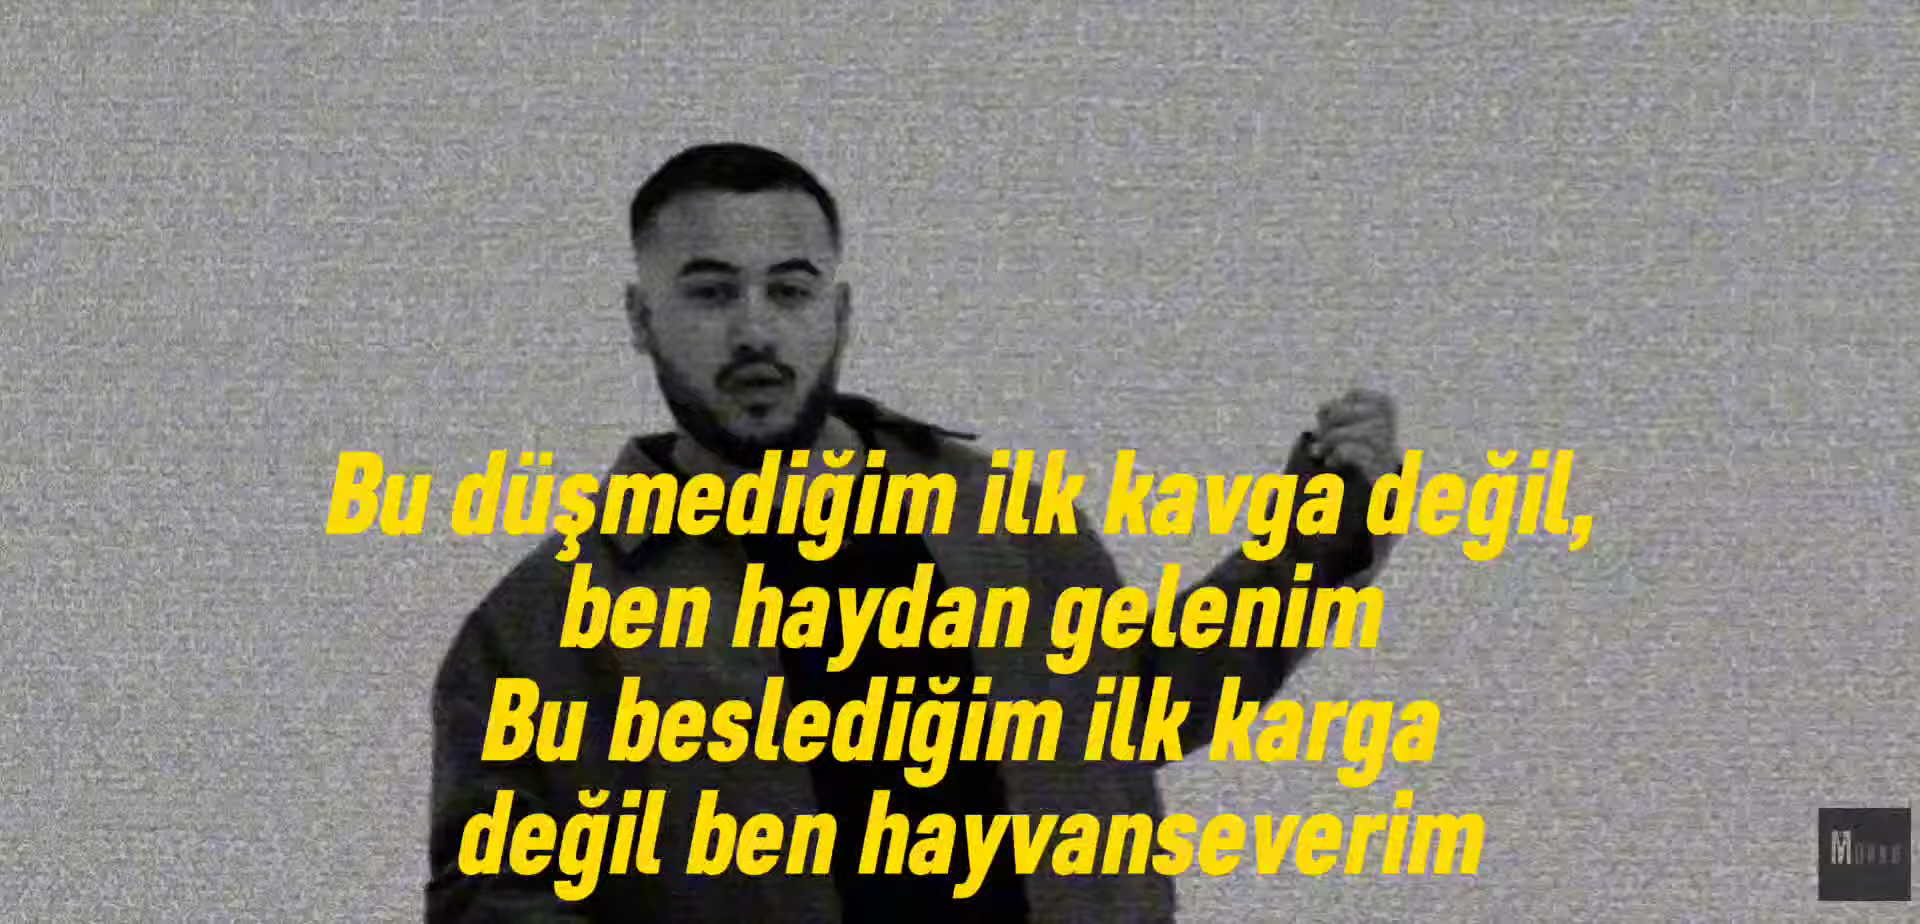 Bu düşmediğim ilk kavga değil,
ben haydan gelenim
Bu beslediğim ilk karga
değil ben hayvanseverim